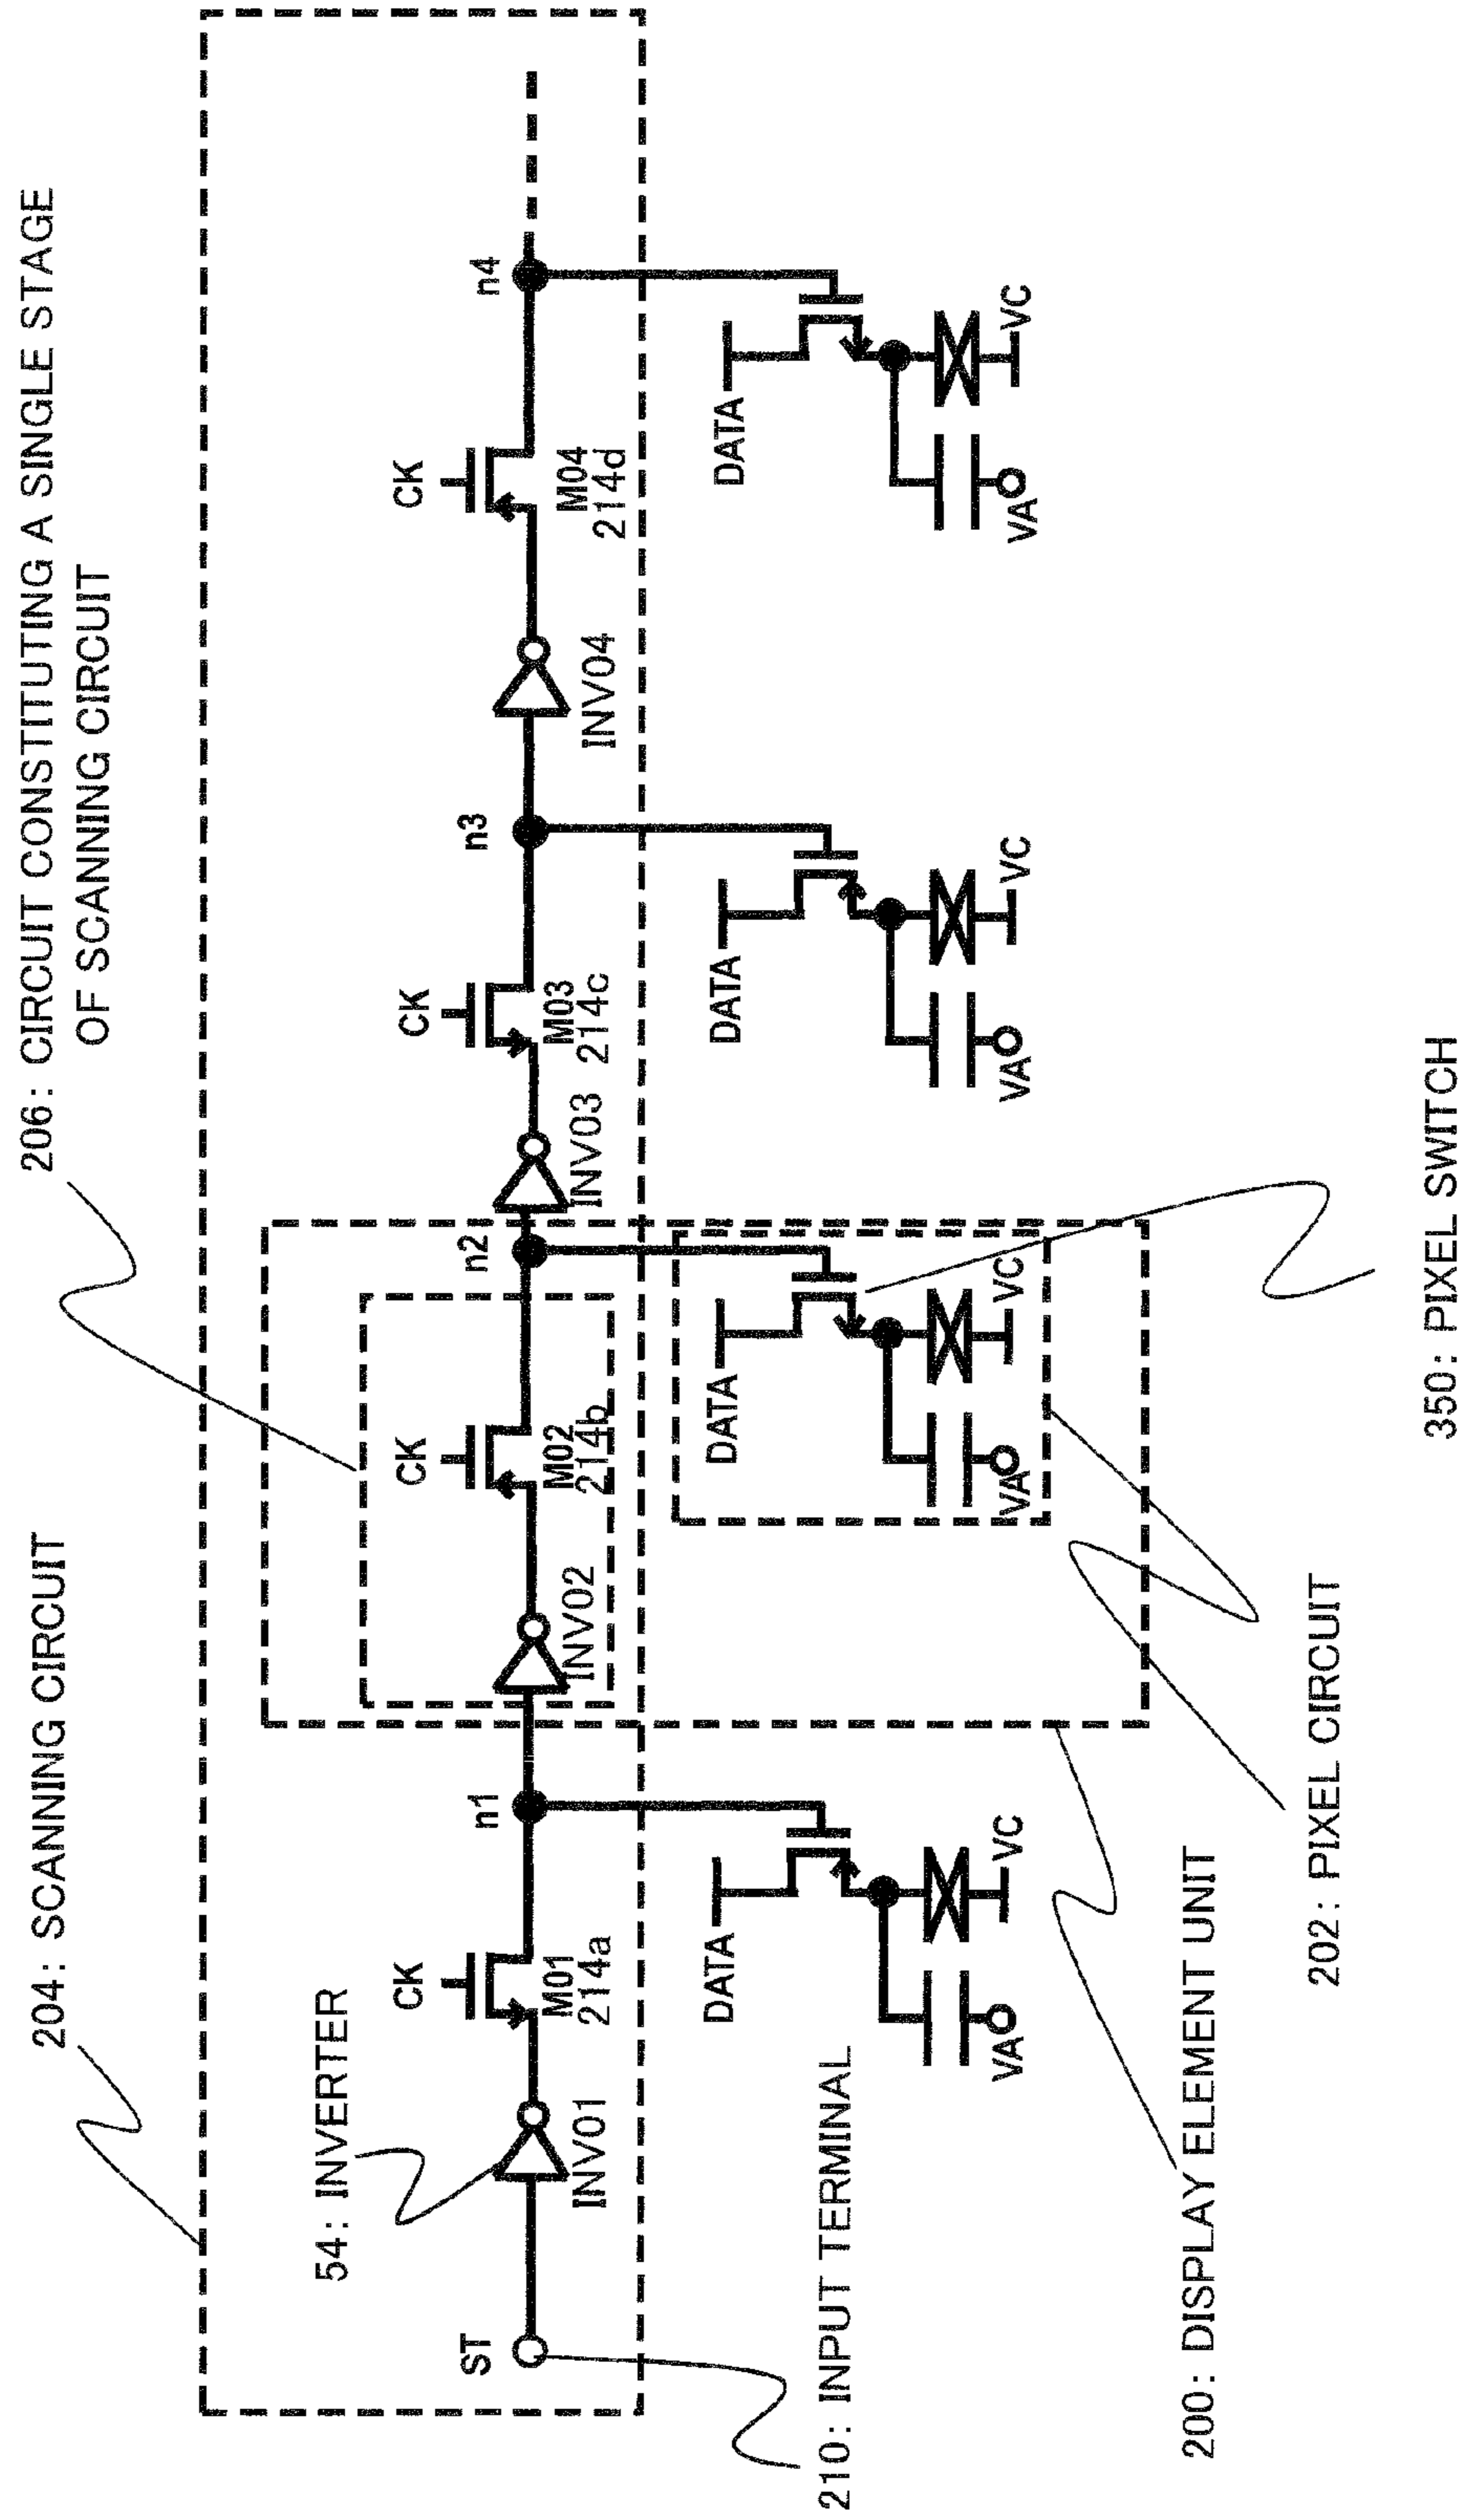 206: CIRCUIT CONSTITUTING A SINGLE STAGE
OF SCANNING CIRCUIT
204: SCANNING CIRCUIT
54: INVERTER
ST
INV01
CK
M01
214a
n1
INV02
CK
M02
214b
n2
INV03
CK
M03
214c
n3
INV04
CK
M04
214d
n4
DATA
VA
VC
DATA
VA
VC
DATA
VA
VC
DATA
VA
VC
210: INPUT TERMINAL
200: DISPLAY ELEMENT UNIT
202: PIXEL CIRCUIT
350: PIXEL SWITCH